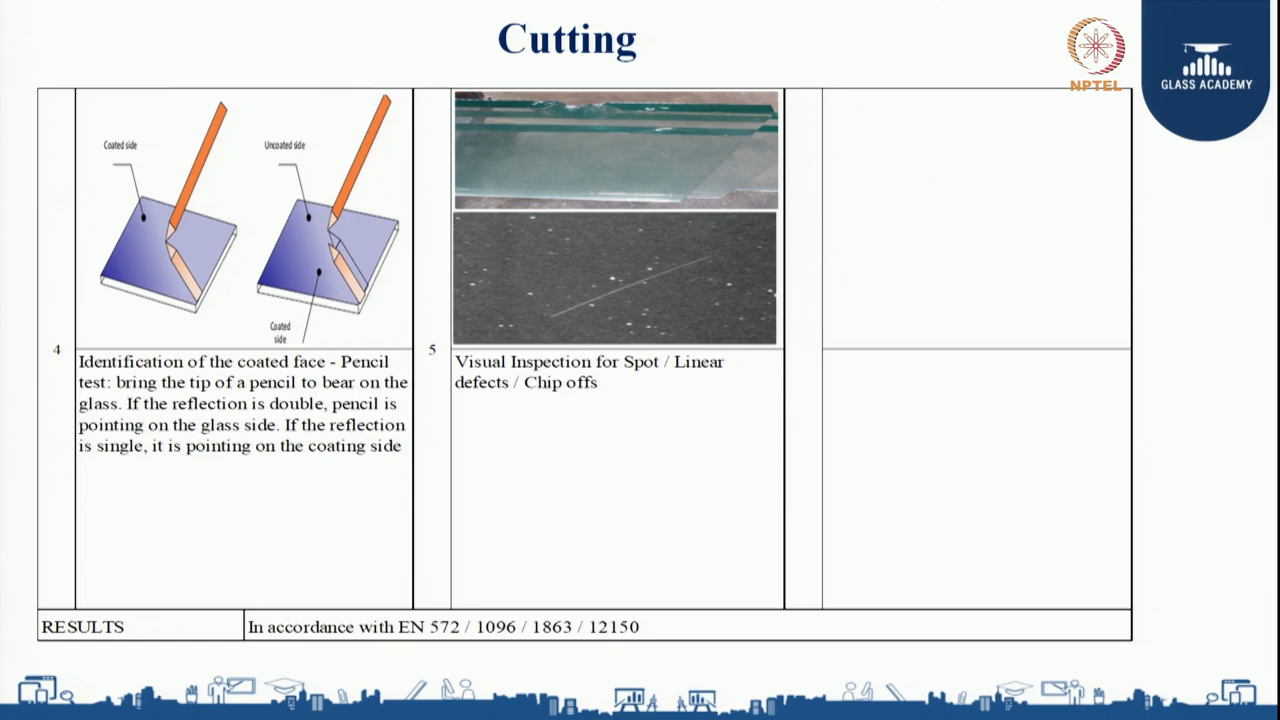 Cutting
NPTEL
GLASS ACADEMY
Coated side
Uncoated side
Coated
side
4
Identification of the coated face - Pencil
test: bring the tip of a pencil to bear on the
glass. If the reflection is double, pencil is
pointing on the glass side. If the reflection
is single, it is pointing on the coating side
5
Visual Inspection for Spot / Linear
defects / Chip offs
RESULTS
In accordance with EN 572 / 1096 / 1863 / 12150